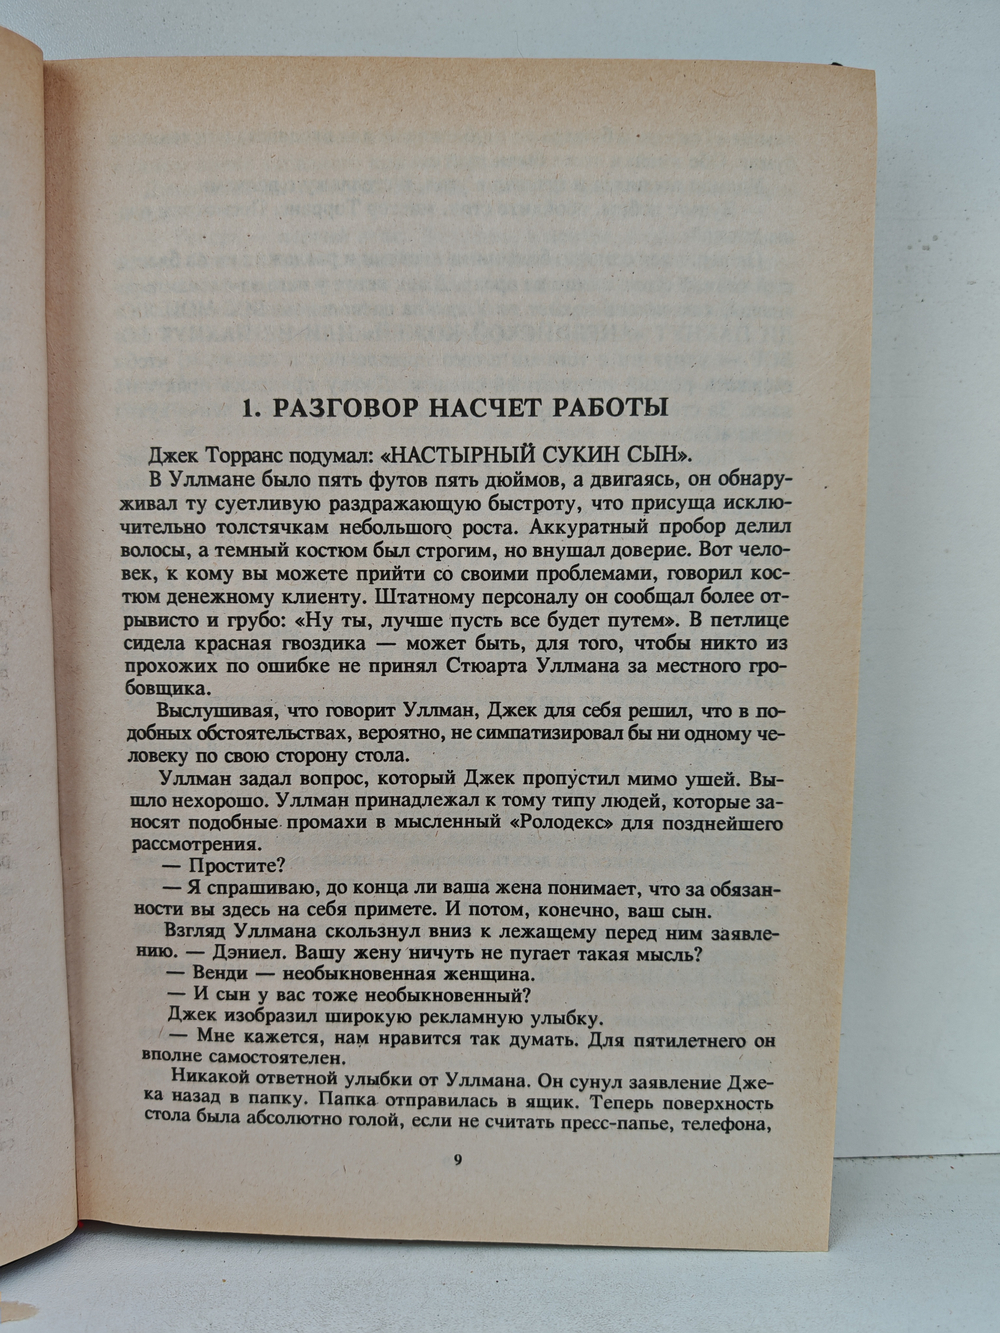 1. РАЗГОВОР НАСЧЕТ РАБОТЫ
Джек Торранс подумал: «НАСТЫРНЫЙ СУКИН СЫН».
В Уллмане было пять футов пять дюймов, а двигаясь, он обнару-
живал ту суетливую раздражающую быстроту, что присуща исклю-
чительно толстячкам небольшого роста. Аккуратный пробор делил
волосы, а темный костюм был строгим, но внушал доверие. Вот чело-
век, к кому вы можете прийти со своими проблемами, говорил кос-
тюм денежному клиенту. Штатному персоналу он сообщал более от-
рывисто и грубо: «Ну ты, лучше пусть все будет путем». В петлице
сидела красная гвоздика — может быть, для того, чтобы никто из
прохожих по ошибке не принял Стюарта Уллмана за местного гро-
бовщика.
Выслушивая, что говорит Уллман, Джек для себя решил, что в по-
добных обстоятельствах, вероятно, не симпатизировал бы ни одному че-
ловеку по свою сторону стола.
Уллман задал вопрос, который Джек пропустил мимо ушей. Вы-
шло нехорошо. Уллман принадлежал к тому типу людей, которые за-
носят подобные промахи в мысленный «Ролодекс» для позднейшего
рассмотрения.
— Простите?
— Я спрашиваю, до конца ли ваша жена понимает, что за обязан-
ности вы здесь на себя примете. И потом, конечно, ваш сын.
Взгляд Уллмана скользнул вниз к лежащему перед ним заявле-
нию. — Дэниел. Вашу жену ничуть не пугает такая мысль?
— Венди — необыкновенная женщина.
— И сын у вас тоже необыкновенный?
Джек изобразил широкую рекламную улыбку.
— Мне кажется, нам нравится так думать. Для пятилетнего он
вполне самостоятелен.
Никакой ответной улыбки от Уллмана. Он сунул заявление Дже-
ка назад в папку. Папка отправилась в ящик. Теперь поверхность
стола была абсолютно голой, если не считать пресс-папье, телефона,
9